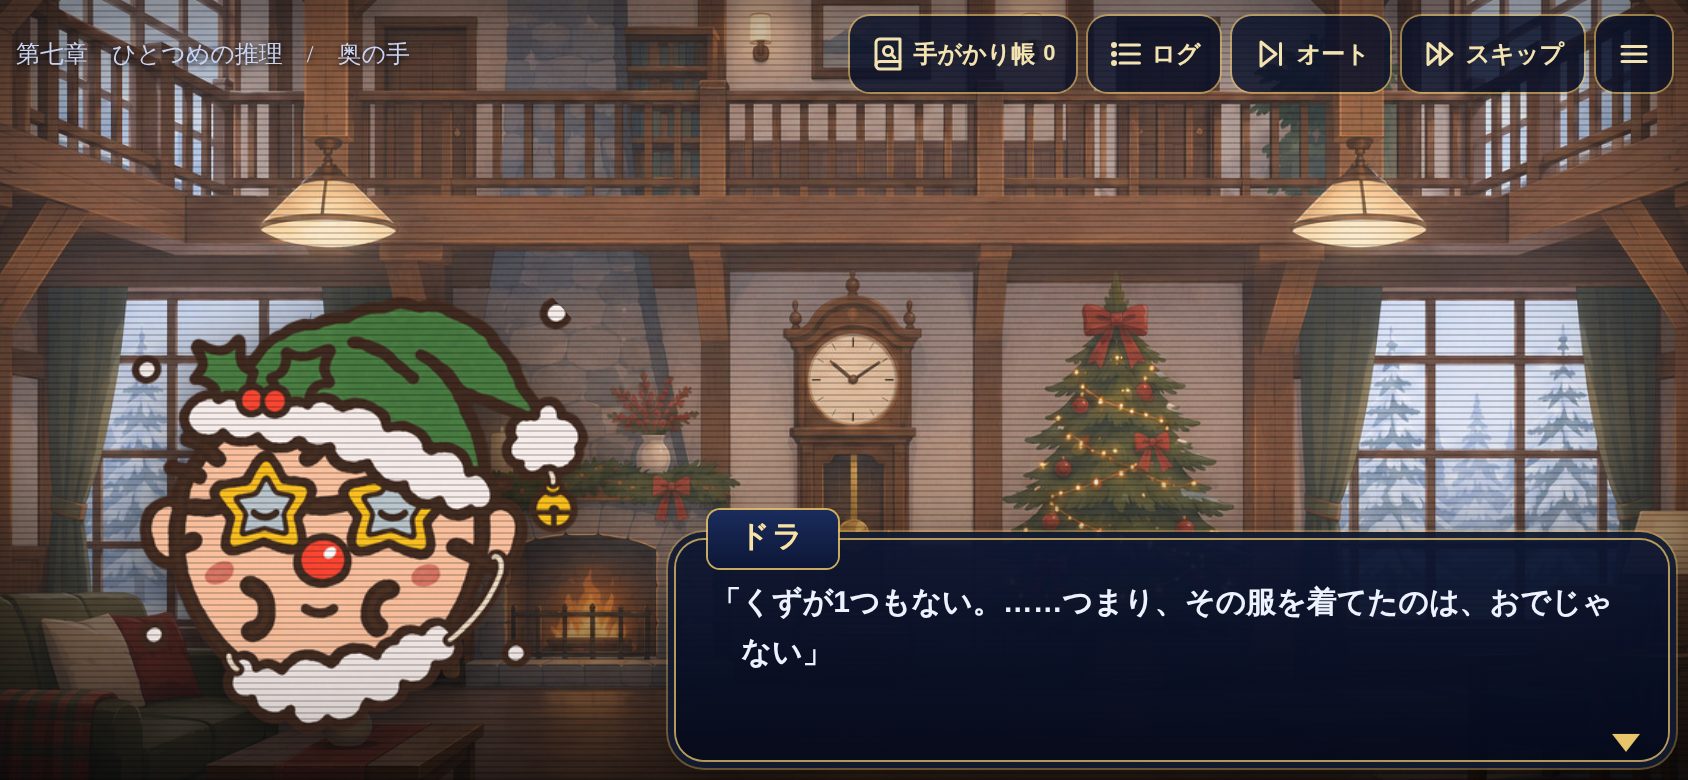 第七章　ひとつめの推理　/　奥の手
手がかり帳 0
ログ
オート
スキップ
ドラ
「くずが1つもない。……つまり、その服を着てたのは、おでじゃ
ない」